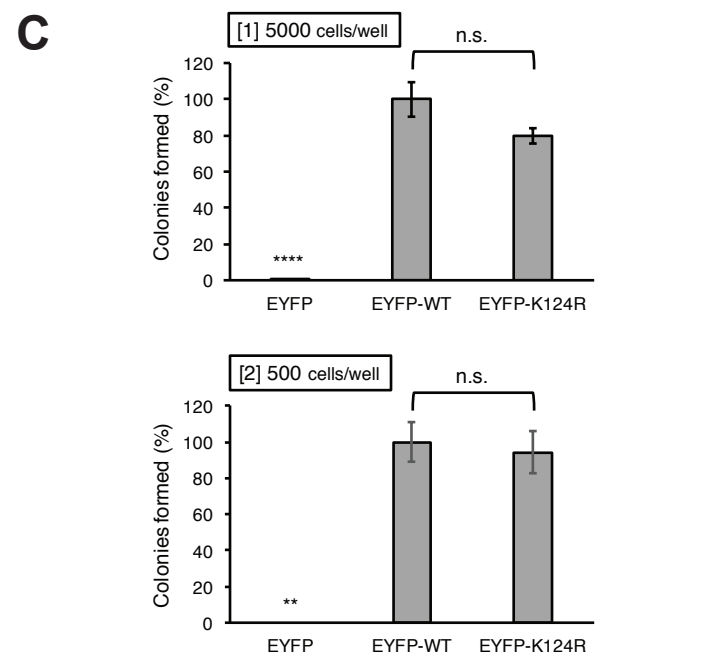 C
[1] 5000 cells/well
n.s.
Colonies formed (%)
120
100
80
60
40
20
0
****
EYFP EYFP-WT EYFP-K124R
[2] 500 cells/well
n.s.
Colonies formed (%)
120
100
80
60
40
20
0
**
EYFP EYFP-WT EYFP-K124R